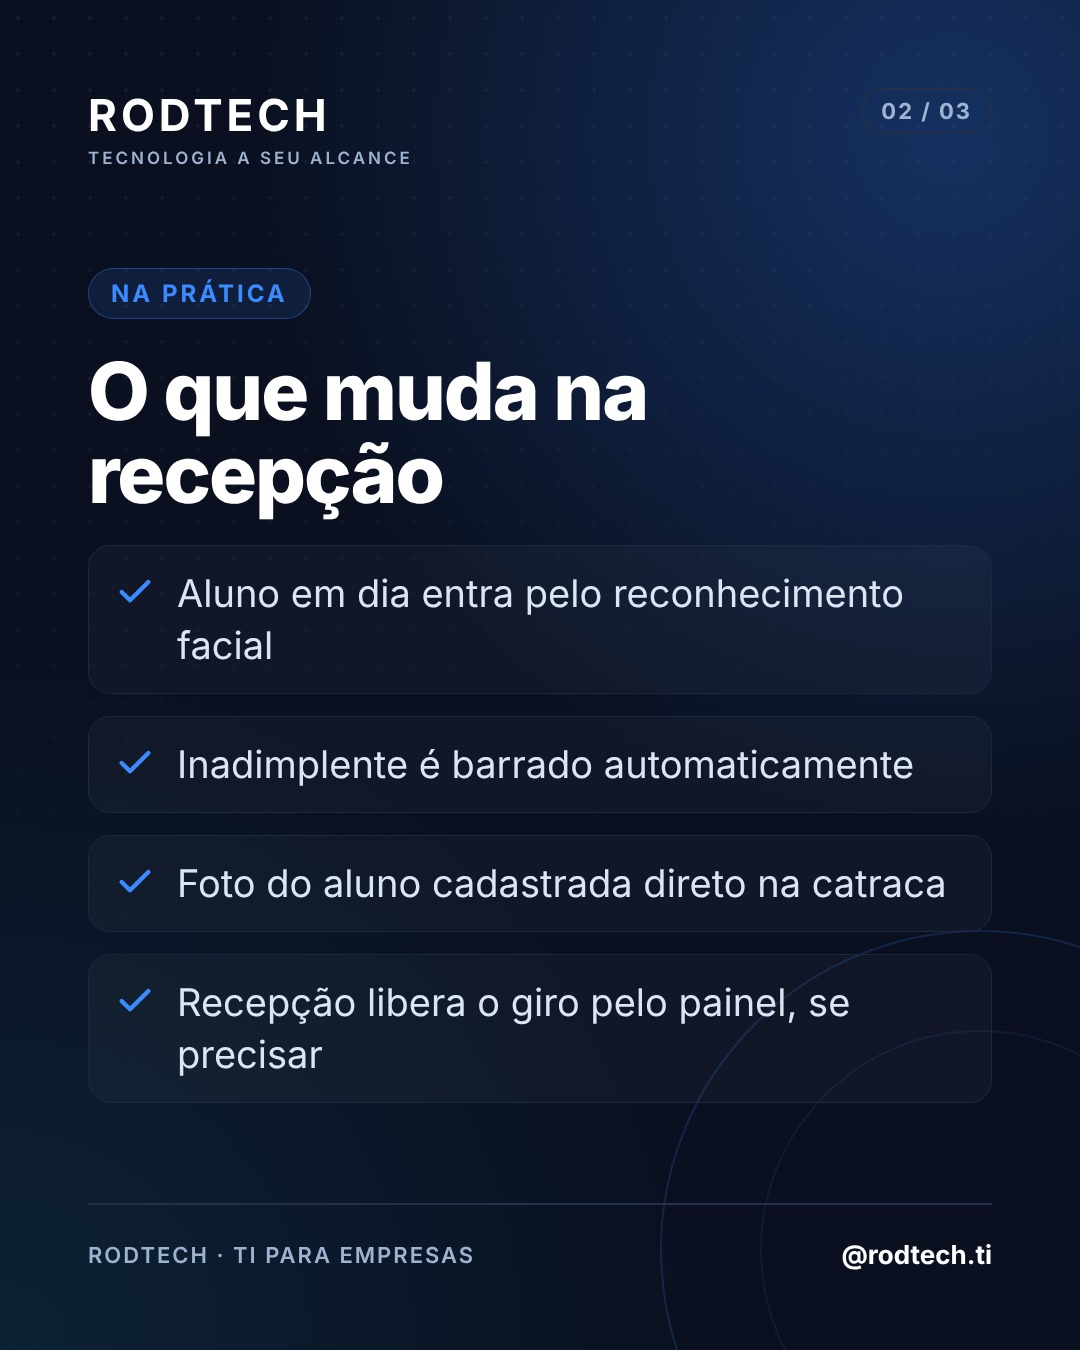 RODTECH
TECNOLOGIA A SEU ALCANCE
02 / 03
NA PRÁTICA
O que muda na
recepção
Aluno em dia entra pelo reconhecimento
facial
Inadimplente é barrado automaticamente
Foto do aluno cadastrada direto na catraca
Recepção libera o giro pelo painel, se
precisar
RODTECH · TI PARA EMPRESAS
@rodtech.ti